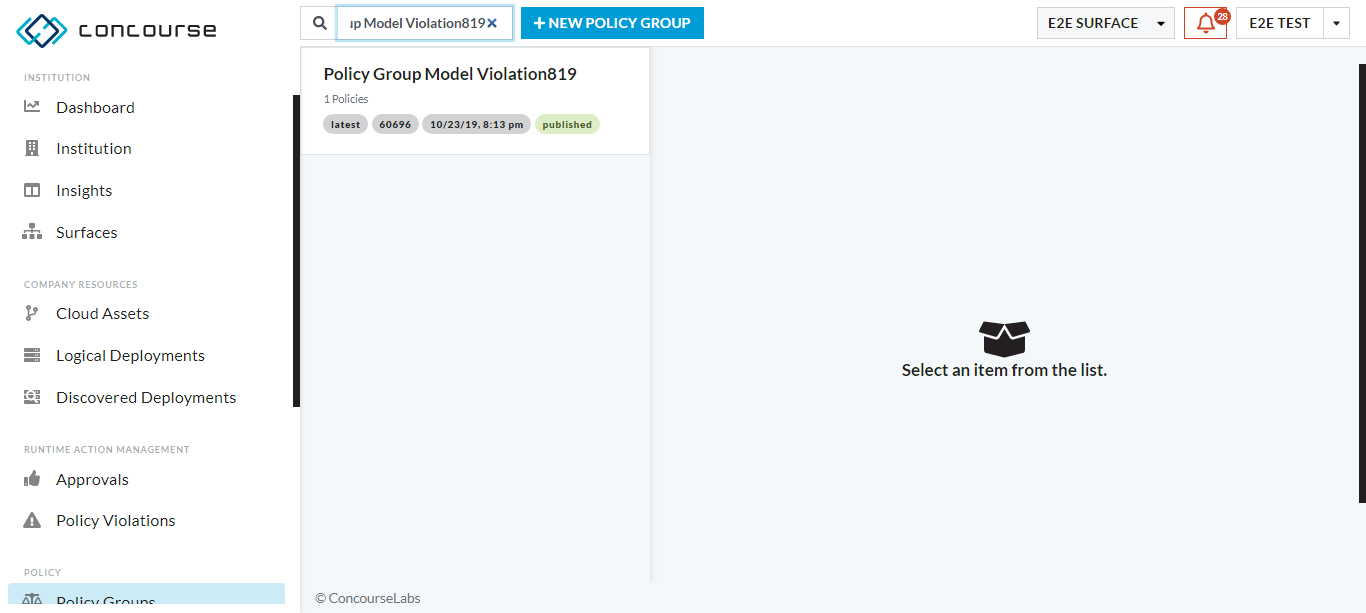 concourse
ıp Model Violation819
NEW POLICY GROUP
E2E SURFACE
28
E2E TEST
INSTITUTION
Dashboard
Institution
Insights
Surfaces
COMPANY RESOURCES
Cloud Assets
Logical Deployments
Discovered Deployments
RUNTIME ACTION MANAGEMENT
Approvals
Policy Violations
POLICY
Policy Groups
Policy Group Model Violation819
1 Policies
latest 60696 10/23/19, 8:13 pm published
Select an item from the list.
© ConcourseLabs